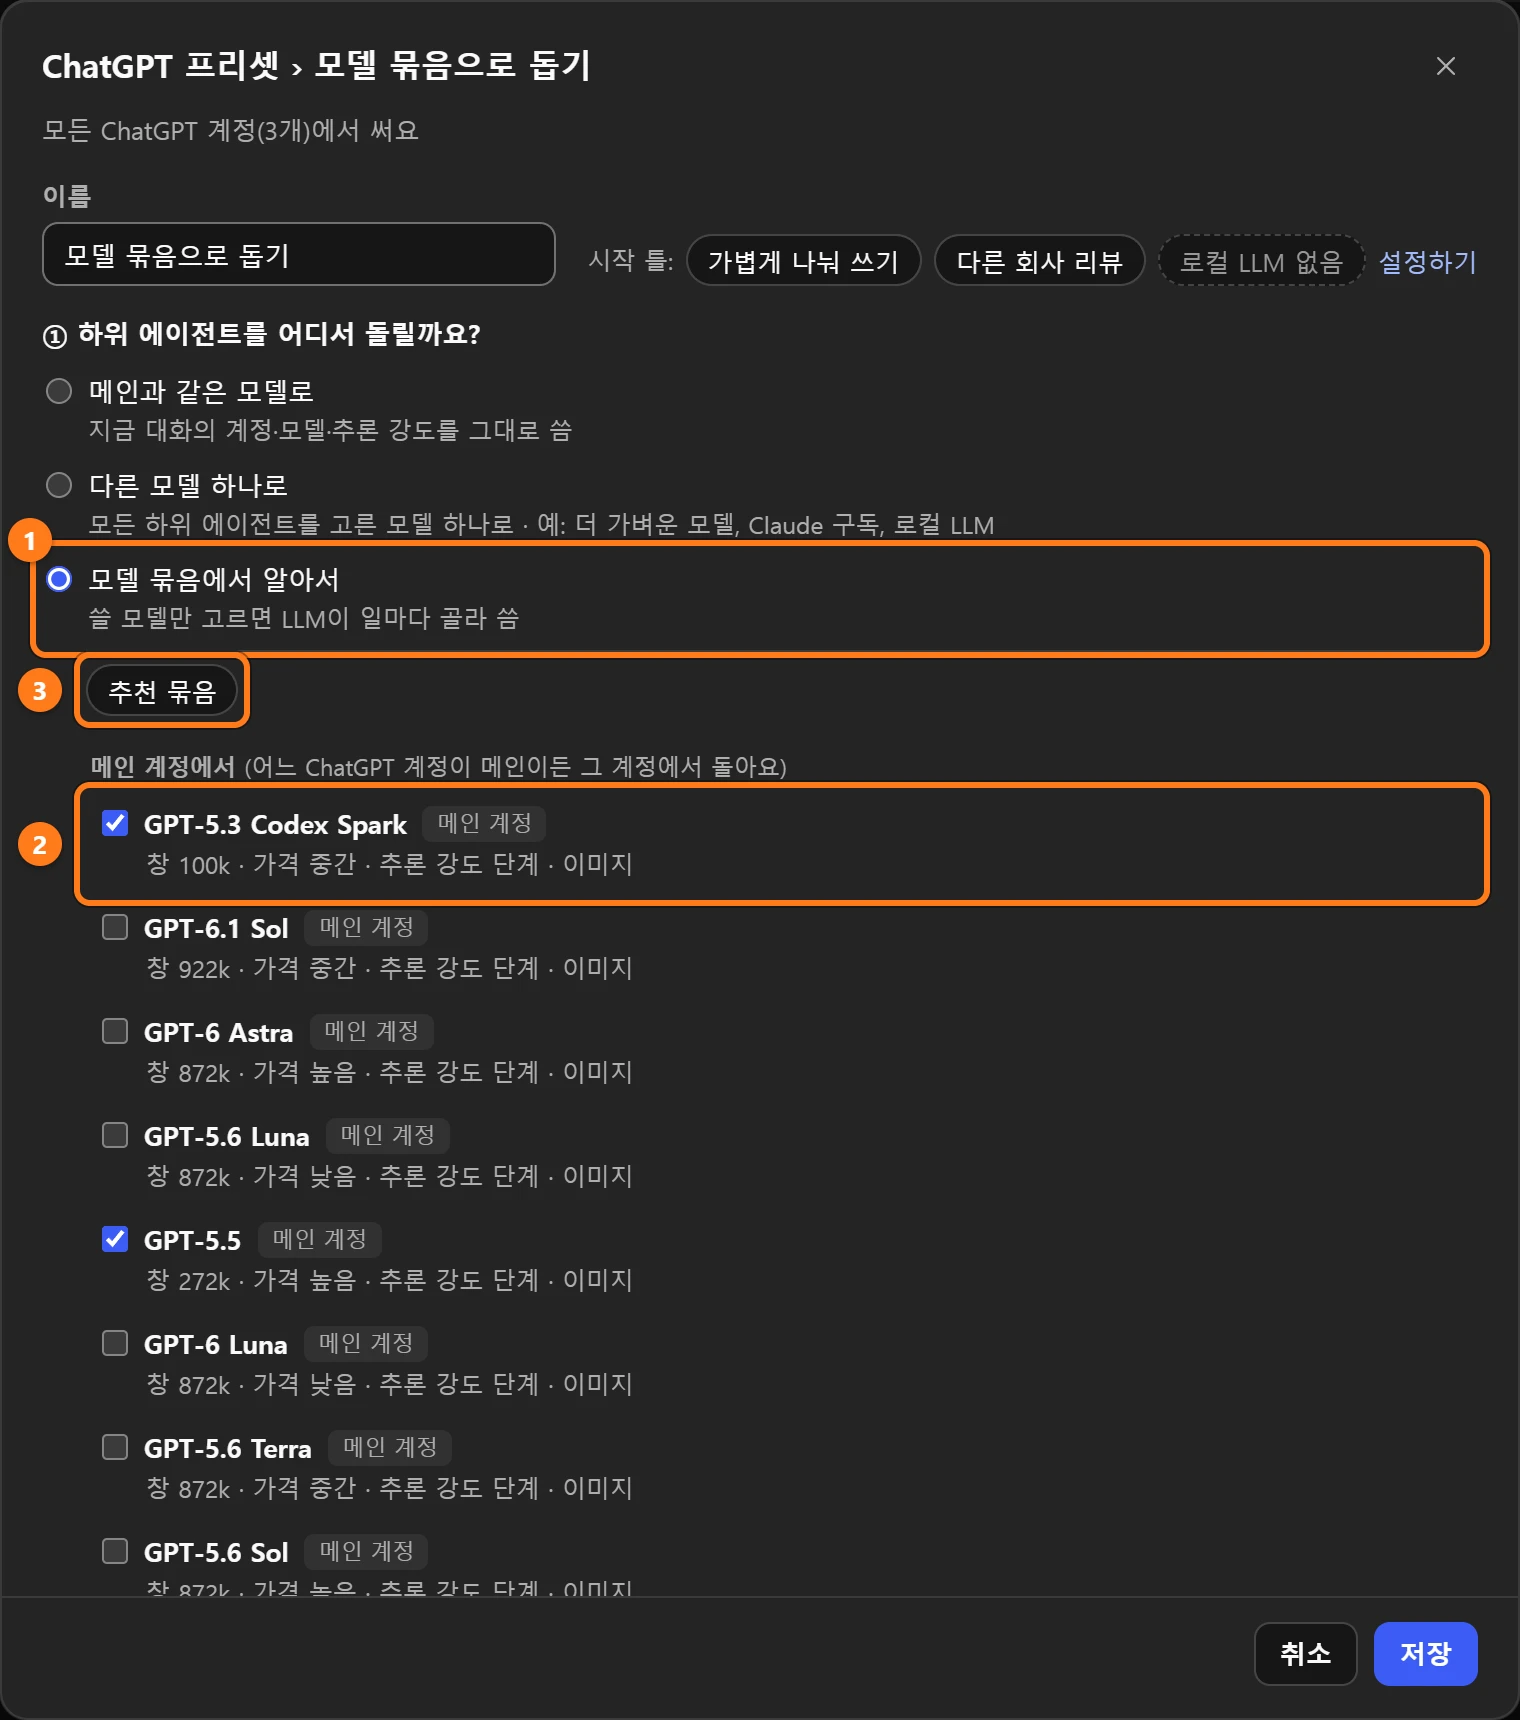 ChatGPT 프리셋 › 모델 묶음으로 돕기
모든 ChatGPT 계정(3개)에서 써요
이름
모델 묶음으로 돕기
시작 틀: 가볍게 나눠 쓰기 다른 회사 리뷰 로컬 LLM 없음 설정하기
① 하위 에이전트를 어디서 돌릴까요?
메인과 같은 모델로
지금 대화의 계정·모델·추론 강도를 그대로 씀
다른 모델 하나로
모든 하위 에이전트를 고른 모델 하나로 · 예: 더 가벼운 모델, Claude 구독, 로컬 LLM
1
모델 묶음에서 알아서
쓸 모델만 고르면 LLM이 일마다 골라 씀
3
추천 묶음
메인 계정에서 (어느 ChatGPT 계정이 메인이든 그 계정에서 돌아요)
2
GPT-5.3 Codex Spark 메인 계정
창 100k · 가격 중간 · 추론 강도 단계 · 이미지
GPT-6.1 Sol 메인 계정
창 922k · 가격 중간 · 추론 강도 단계 · 이미지
GPT-6 Astra 메인 계정
창 872k · 가격 높음 · 추론 강도 단계 · 이미지
GPT-5.6 Luna 메인 계정
창 872k · 가격 낮음 · 추론 강도 단계 · 이미지
GPT-5.5 메인 계정
창 272k · 가격 높음 · 추론 강도 단계 · 이미지
GPT-6 Luna 메인 계정
창 872k · 가격 낮음 · 추론 강도 단계 · 이미지
GPT-5.6 Terra 메인 계정
창 872k · 가격 중간 · 추론 강도 단계 · 이미지
GPT-5.6 Sol 메인 계정
창 872k · 가격 높음 · 추론 강도 단계 · 이미지
취소
저장